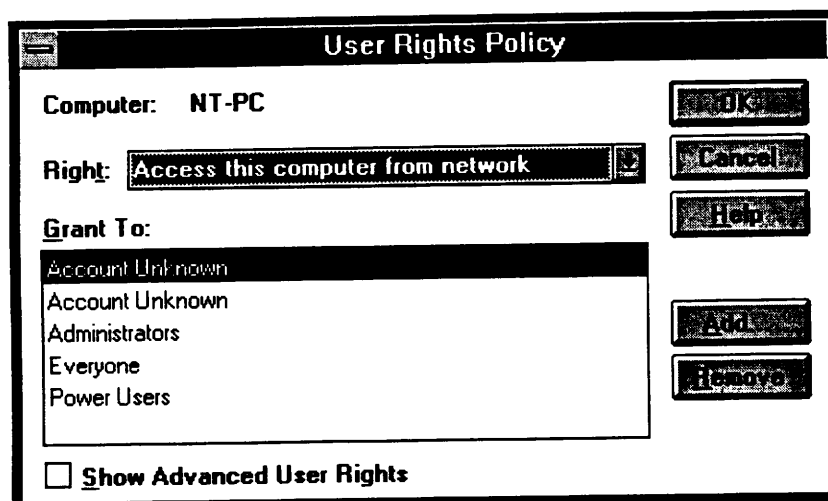 User Rights Policy
Computer: NT-PC
OK
Right: Access this computer from network
Cancel
Help
Grant To:
Account Unknown
Account Unknown
Administrators
Everyone
Power Users
Add...
Remove
Show Advanced User Rights